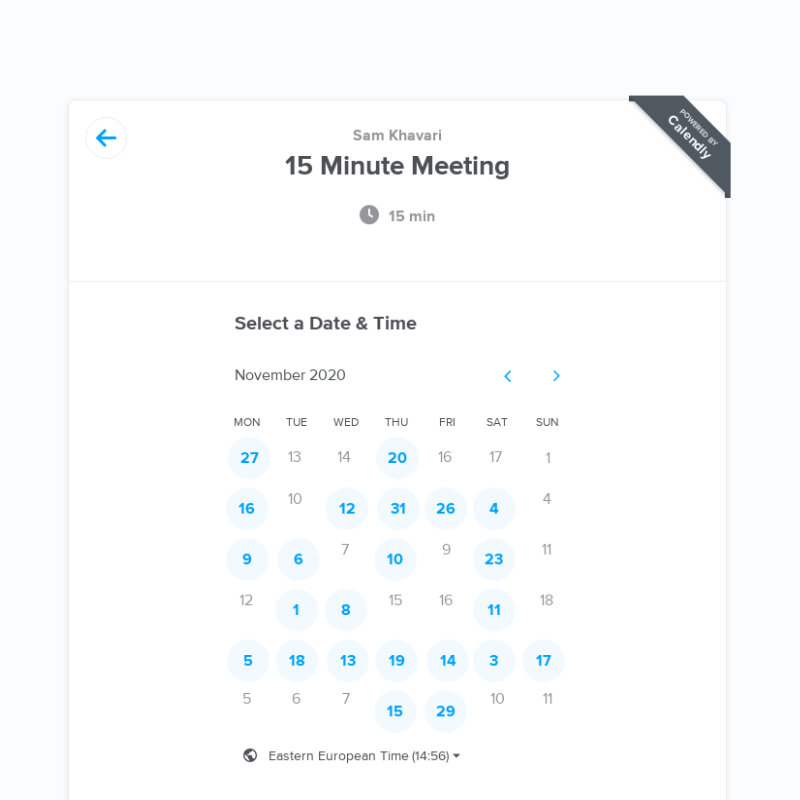 POWERED BY
Calendly
Sam Khavari
15 Minute Meeting
15 min
Select a Date & Time
November 2020
MON TUE WED THU FRI SAT SUN
27 13 14 20 16 17 1
16 10 12 31 26 4 4
9 6 7 10 9 23 11
12 1 8 15 16 11 18
5 18 13 19 14 3 17
5 6 7 15 29 10 11
Eastern European Time (14:56)